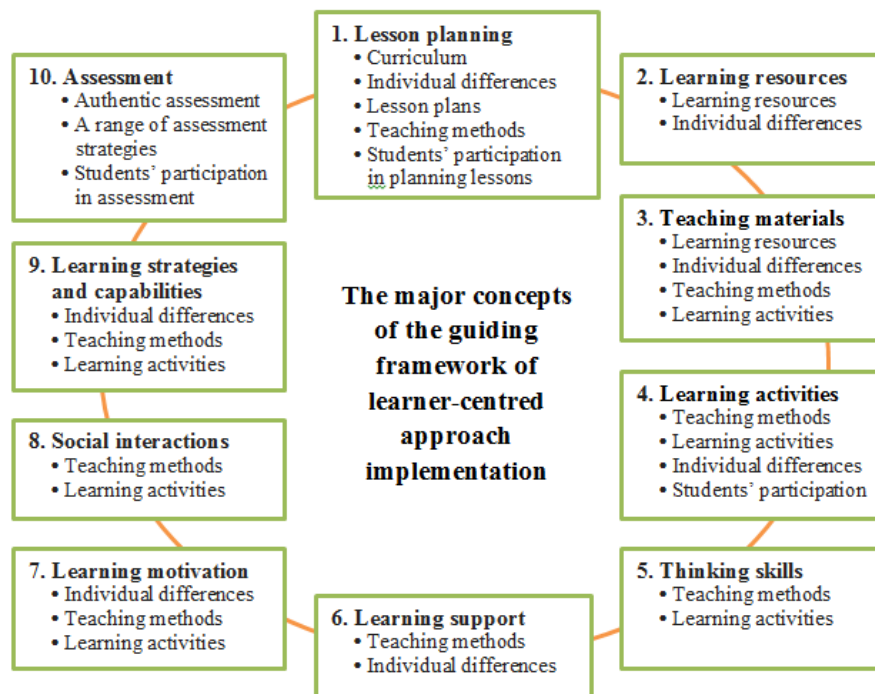 1. Lesson planning
• Curriculum
• Individual differences
• Lesson plans
• Teaching methods
• Students’ participation
in planning lessons
2. Learning resources
• Learning resources
• Individual differences
3. Teaching materials
• Learning resources
• Individual differences
• Teaching methods
• Learning activities
4. Learning activities
• Teaching methods
• Learning activities
• Individual differences
• Students’ participation
5. Thinking skills
• Teaching methods
• Learning activities
6. Learning support
• Teaching methods
• Individual differences
7. Learning motivation
• Individual differences
• Teaching methods
• Learning activities
8. Social interactions
• Teaching methods
• Learning activities
9. Learning strategies
and capabilities
• Individual differences
• Teaching methods
• Learning activities
10. Assessment
• Authentic assessment
• A range of assessment
strategies
• Students’ participation
in assessment
The major concepts
of the guiding
framework of
learner-centred
approach
implementation